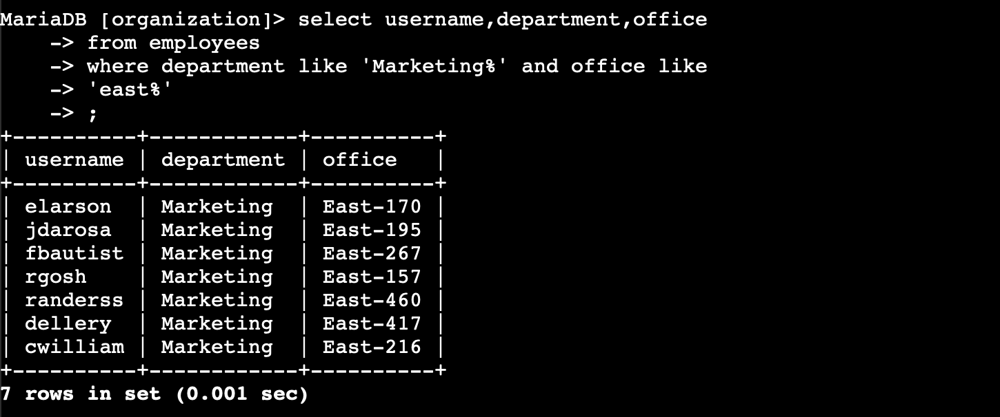 MariaDB [organization]> select username,department,office
    -> from employees
    -> where department like 'Marketing%' and office like
    -> 'east%'
    -> ;
+----------+------------+----------+
| username | department | office   |
+----------+------------+----------+
| elarson  | Marketing  | East-170 |
| jdarosa  | Marketing  | East-195 |
| fbautist | Marketing  | East-267 |
| rgosh    | Marketing  | East-157 |
| randerss | Marketing  | East-460 |
| dellery  | Marketing  | East-417 |
| cwilliam | Marketing  | East-216 |
+----------+------------+----------+
7 rows in set (0.001 sec)